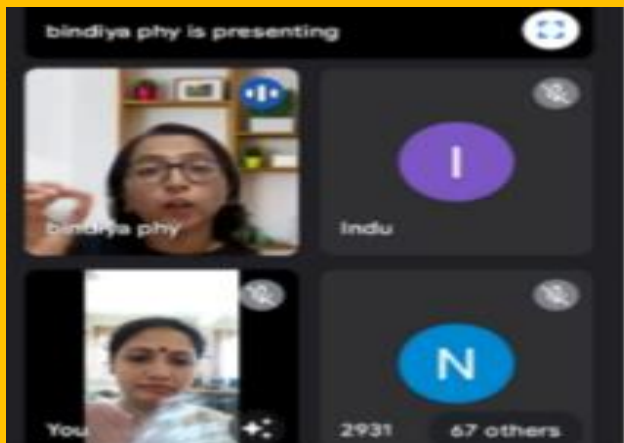 bindiya phy is presenting
bindiya phy
I
Indu
You
N
2931
67 others